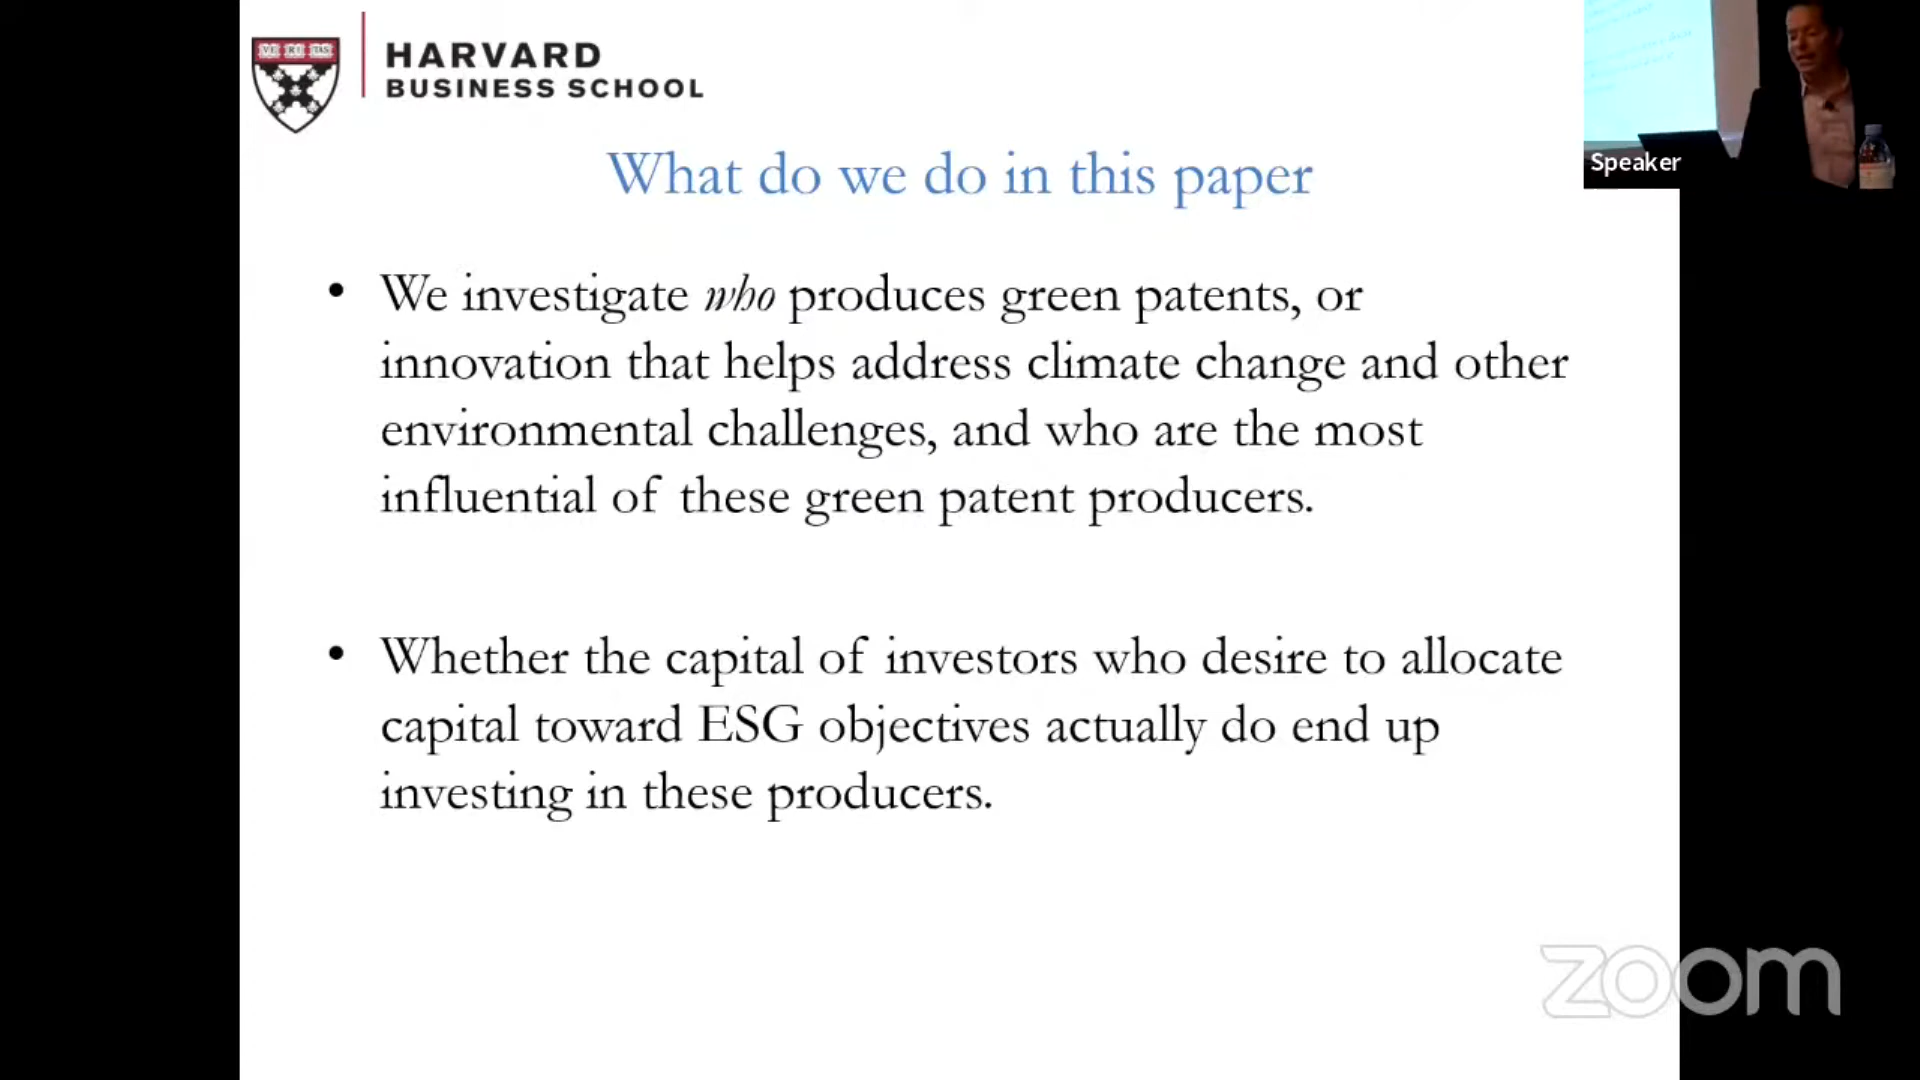 HARVARD
BUSINESS SCHOOL
What do we do in this paper
Speaker
• We investigate who produces green patents, or
innovation that helps address climate change and other
environmental challenges, and who are the most
influential of these green patent producers.
• Whether the capital of investors who desire to allocate
capital toward ESG objectives actually do end up
investing in these producers.
zoom